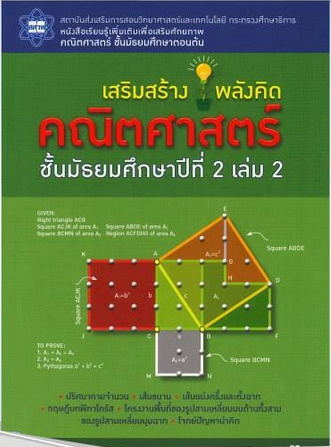 สถาบันส่งเสริมการสอนวิทยาศาสตร์และเทคโนโลยี กระทรวงศึกษาธิการ
หนังสือเรียนรู้เพิ่มเติมเพื่อเสริมศักยภาพ
คณิตศาสตร์ ชั้นมัธยมศึกษาตอนต้น
เสริมสร้าง พลังคิด
คณิตศาสตร์
ชั้นมัธยมศึกษาปีที่ 2 เล่ม 2
GIVEN:
Right triangle ACB
Square ACJK of area A₁ Square ABDE of area A₃
Square BCMN of area A₂ Region ACFDHG of area A₄
E
Square ABDE
A₃=c²
K
A
G
H
D
Square ACJK
A₁=b²
b
c
J
C
B
F
A₂=a²
Square BCMN
M
N
TO PROVE:
1. A₁ + A₂ = A₄
2. A₃ = A₄
3. Pythagoras a² + b² = c²
• ปริศนากายจำนวน • เส้นขนาน • เส้นแบ่งครึ่งและตั้งฉาก
• ทฤษฎีบทพีทาโกรัส • โครงงานพื้นที่ของรูปสามเหลี่ยมบนด้านทั้งสาม
ของรูปสามเหลี่ยมมุมฉาก • โจทย์ปัญหาน่าคิด